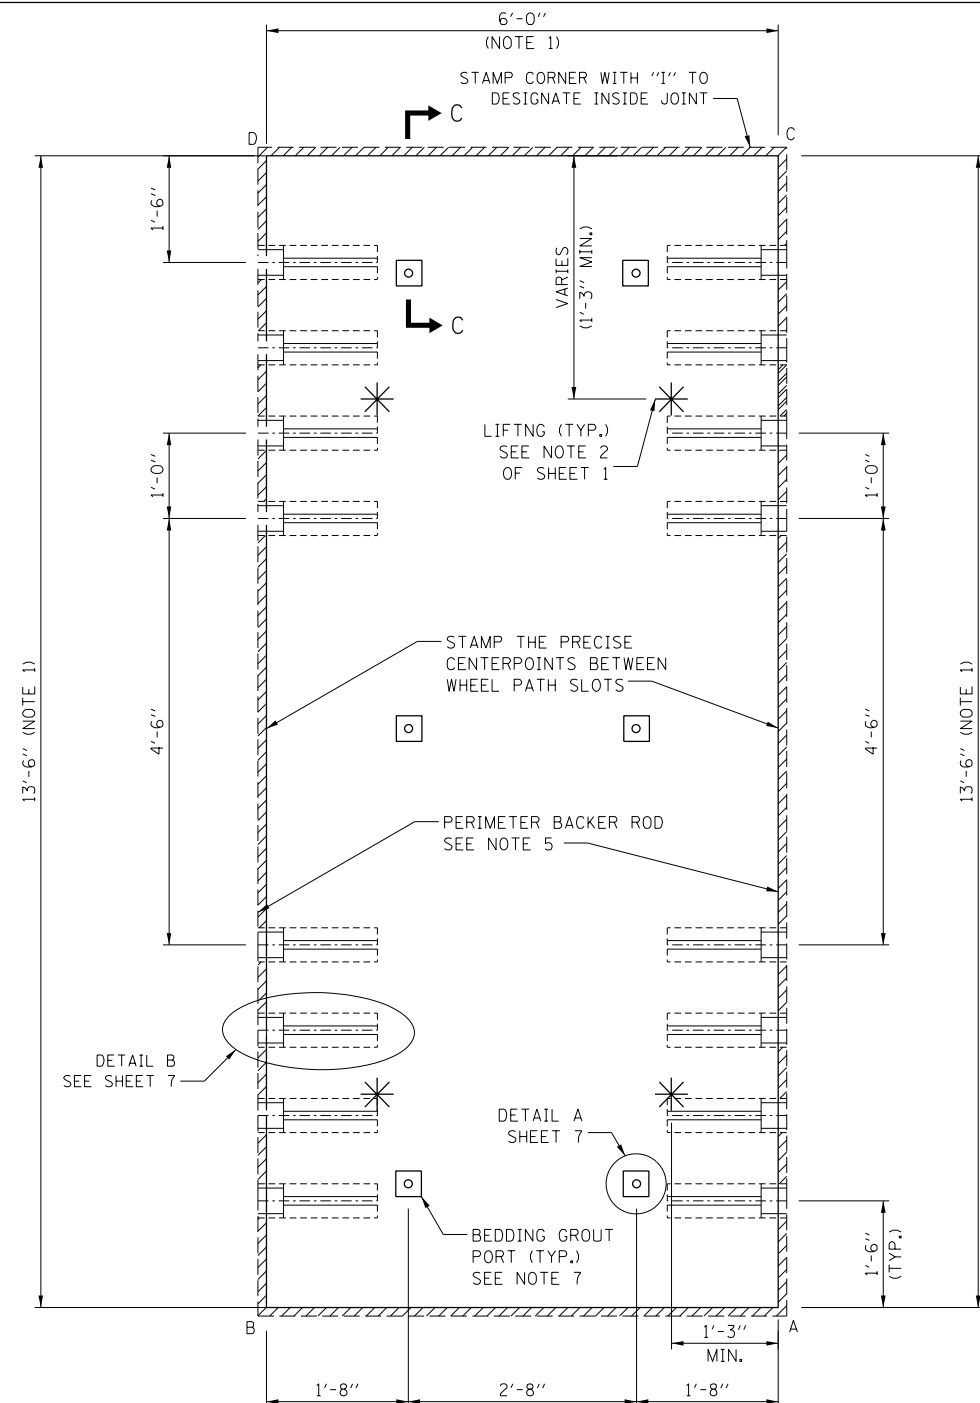 6'-0"
(NOTE 1)
STAMP CORNER WITH "I" TO
DESIGNATE INSIDE JOINT
C
D
C
1'-6"
VARIES
(1'-3" MIN.)
C
LIFTNG (TYP.)
SEE NOTE 2
OF SHEET 1
1'-0"
1'-0"
STAMP THE PRECISE
CENTERPOINTS BETWEEN
WHEEL PATH SLOTS
13'-6" (NOTE 1)
4'-6"
4'-6"
13'-6" (NOTE 1)
PERIMETER BACKER ROD
SEE NOTE 5
DETAIL B
SEE SHEET 7
DETAIL A
SHEET 7
BEDDING GROUT
PORT (TYP.)
SEE NOTE 7
1'-6"
(TYP.)
B
A
1'-3"
MIN.
1'-8"
2'-8"
1'-8"